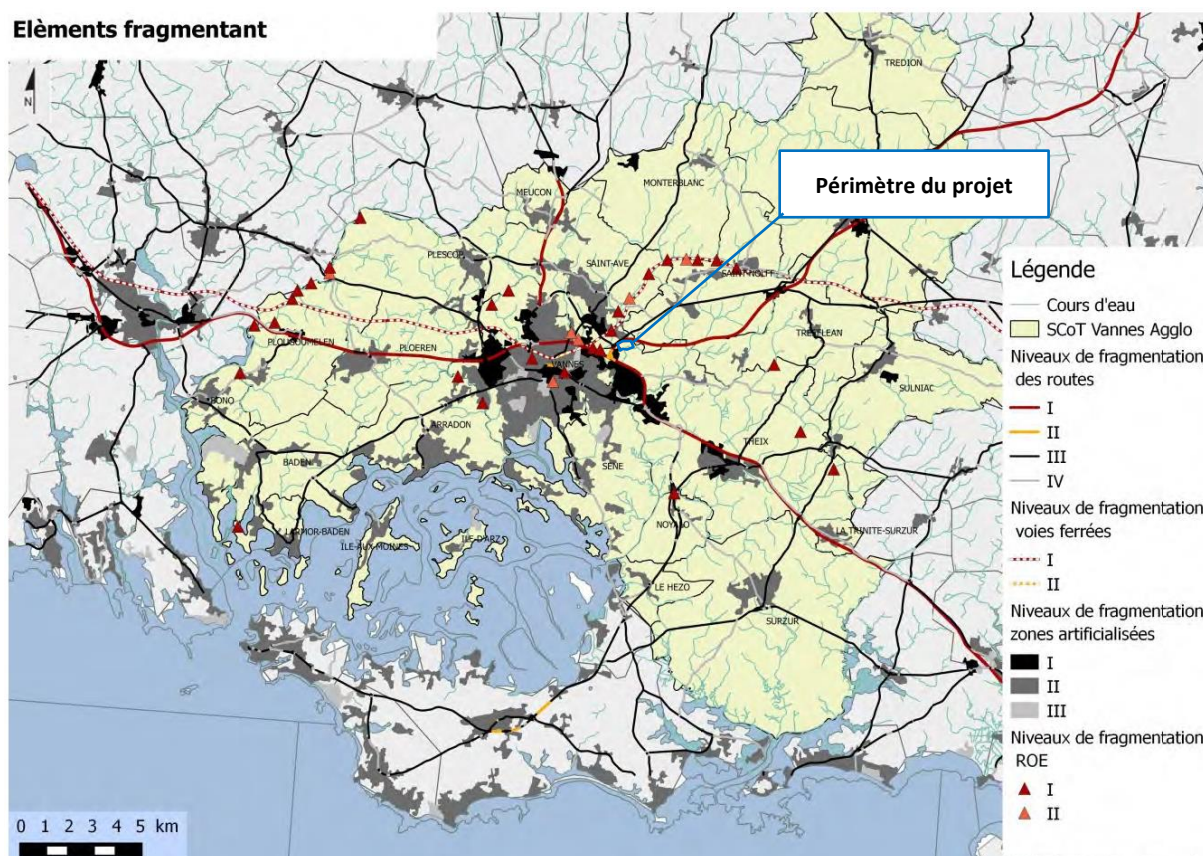 Elèments fragmentant
N
TREDION
Périmètre du projet
MONTERBLANC
MEUCON
PLESCOP
SAINT-AVE
SAINT-NOLFF
TREFFLEAN
PLOUGOUMELEN
PLOEREN
VANNES
SULNIAC
BONO
ARRADON
THEIX
BADEN
SENE
NOYALO
LARMOR-BADEN
ILE-AUX-MOINES
ILE-D'ARZ
LA TRINITE-SURZUR
LE HEZO
SURZUR
0 1 2 3 4 5 km
Légende
Cours d'eau
SCoT Vannes Agglo
Niveaux de fragmentation
des routes
I
II
III
IV
Niveaux de fragmentation
voies ferrées
I
II
Niveaux de fragmentation
zones artificialisées
I
II
III
Niveaux de fragmentation
ROE
I
II